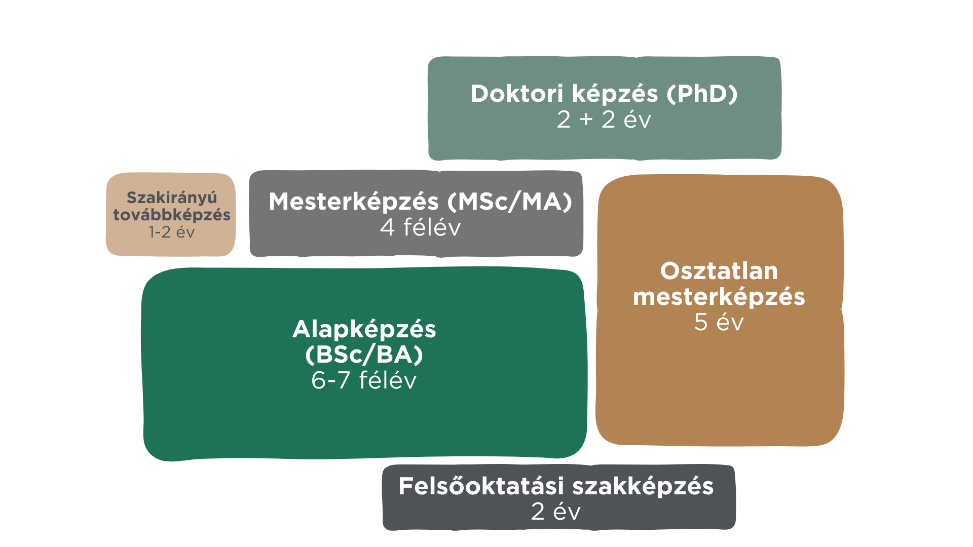 Doktori képzés (PhD)
2 + 2 év
Szakirányú
továbbképzés
1-2 év
Mesterképzés (MSc/MA)
4 félév
Osztatlan
mesterképzés
5 év
Alapképzés
(BSc/BA)
6-7 félév
Felsőoktatási szakképzés
2 év